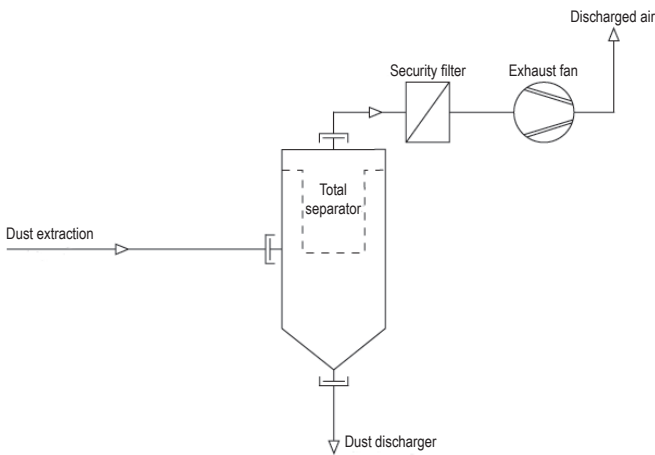 Discharged air
Security filter
Exhaust fan
Total
separator
Dust extraction
Dust discharger